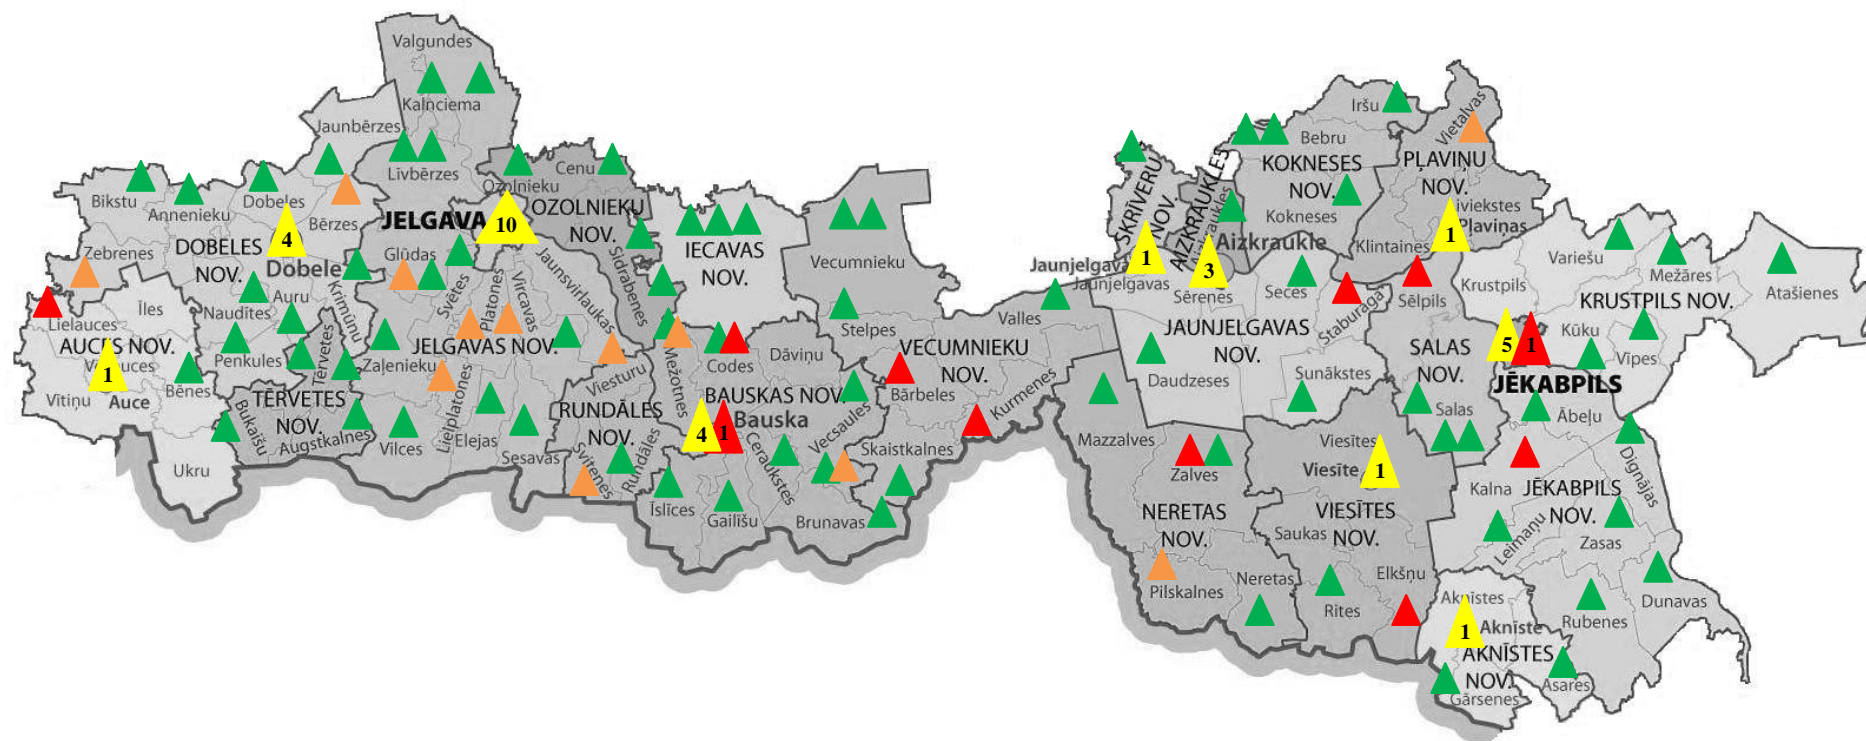 Valgundes
Kalnciema
Jaunbērzes
Līvbērzes
Ozolnieku
Cenu
OZOLNIEKU
NOV.
Bikstu
Annenieku
Dobeles
Bērzes
JELGAVA
10
4
DOBELES
NOV.
Dobele
Zebrenes
Glūdas
Svētes
Platones
Vircavas
Jaunsvirlaukas
Sidrabenes
IECAVAS
NOV.
Īles
Naudītes
Auru
Krimūnu
Lielauces
AUCES NOV.
1
Vītiņu
Auce
Bēnes
Penkules
Tērvetes
Zaļenieku
JELGAVAS NOV.
TĒRVETES
NOV.
Bukaišu
Augstkalnes
Vilces
Lielplatones
Elejas
Sesavas
Ukru
Viesturu
RUNDĀLES
NOV.
Svitenes
Rundāles
Mežotnes
Codes
Dāviņu
BAUSKAS NOV.
Bauska
4
1
Ceraukstes
Vecsaules
Īslīces
Gailīšu
Brunavas
Vecumnieku
Stelpes
VECUMNIEKU
NOV.
Bārbeles
Kurmenes
Skaistkalnes
Valles
SKRĪVERU
NOV.
1
AIZKRAUKLES
Aizkraukle
3
Jaunjelgava
Jaunjelgavas
Sērenes
Seces
Staburaga
JAUNJELGAVAS
NOV.
Daudzeses
Sunākstes
Iršu
Bebru
KOKNESES
NOV.
Kokneses
Vietalvas
PĻAVIŅU
NOV.
Pļaviņas
1
Klintaines
Sēlpils
Krustpils
Variešu
Mežāres
Atašienes
KRUSTPILS NOV.
Kūku
Vīpes
5
1
JĒKABPILS
SALAS
NOV.
Salas
Ābeļu
Dignājas
Mazzalves
Zalves
NERETAS
NOV.
Pilskalnes
Neretas
Viesītes
Viesīte
1
VIESĪTES
NOV.
Saukas
Elkšņu
Rites
Kalna
JĒKABPILS
NOV.
Leimaņu
Zasas
Dunavas
Rubenes
Aknīstes
1
Aknīste
AKNĪSTES
NOV.
Asares
Gārsenes